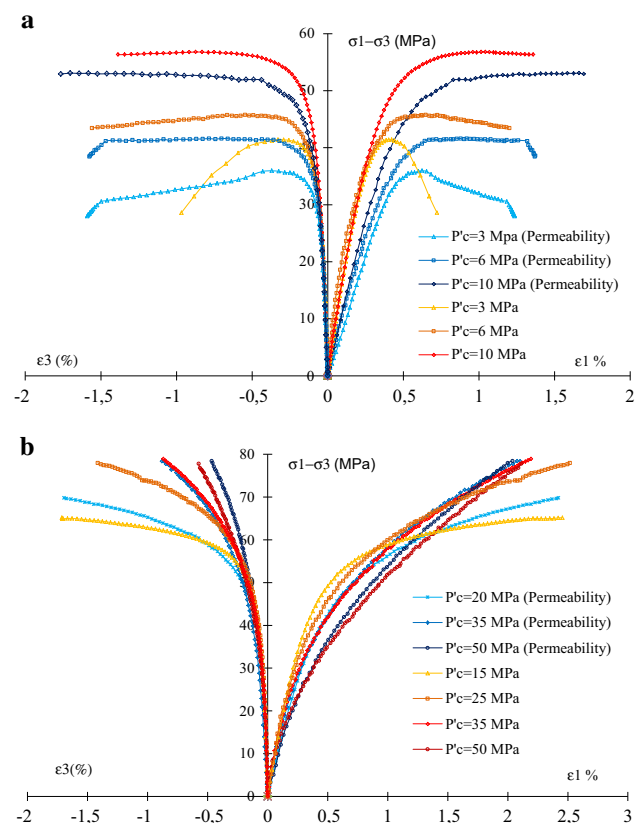 a
σ1–σ3 (MPa)
60
50
40
30
20
10
0
P'c=3 Mpa (Permeability)
P'c=6 MPa (Permeability)
P'c=10 MPa (Permeability)
P'c=3 MPa
P'c=6 MPa
P'c=10 MPa
ε3 (%)
ε1 %
-2 -1,5 -1 -0,5 0 0,5 1 1,5 2
b
σ1–σ3 (MPa)
80
70
60
50
40
30
20
10
0
P'c=20 MPa (Permeability)
P'c=35 MPa (Permeability)
P'c=50 MPa (Permeability)
P'c=15 MPa
P'c=25 MPa
P'c=35 MPa
P'c=50 MPa
ε3(%)
ε1 %
-2 -1,5 -1 -0,5 0 0,5 1 1,5 2 2,5 3